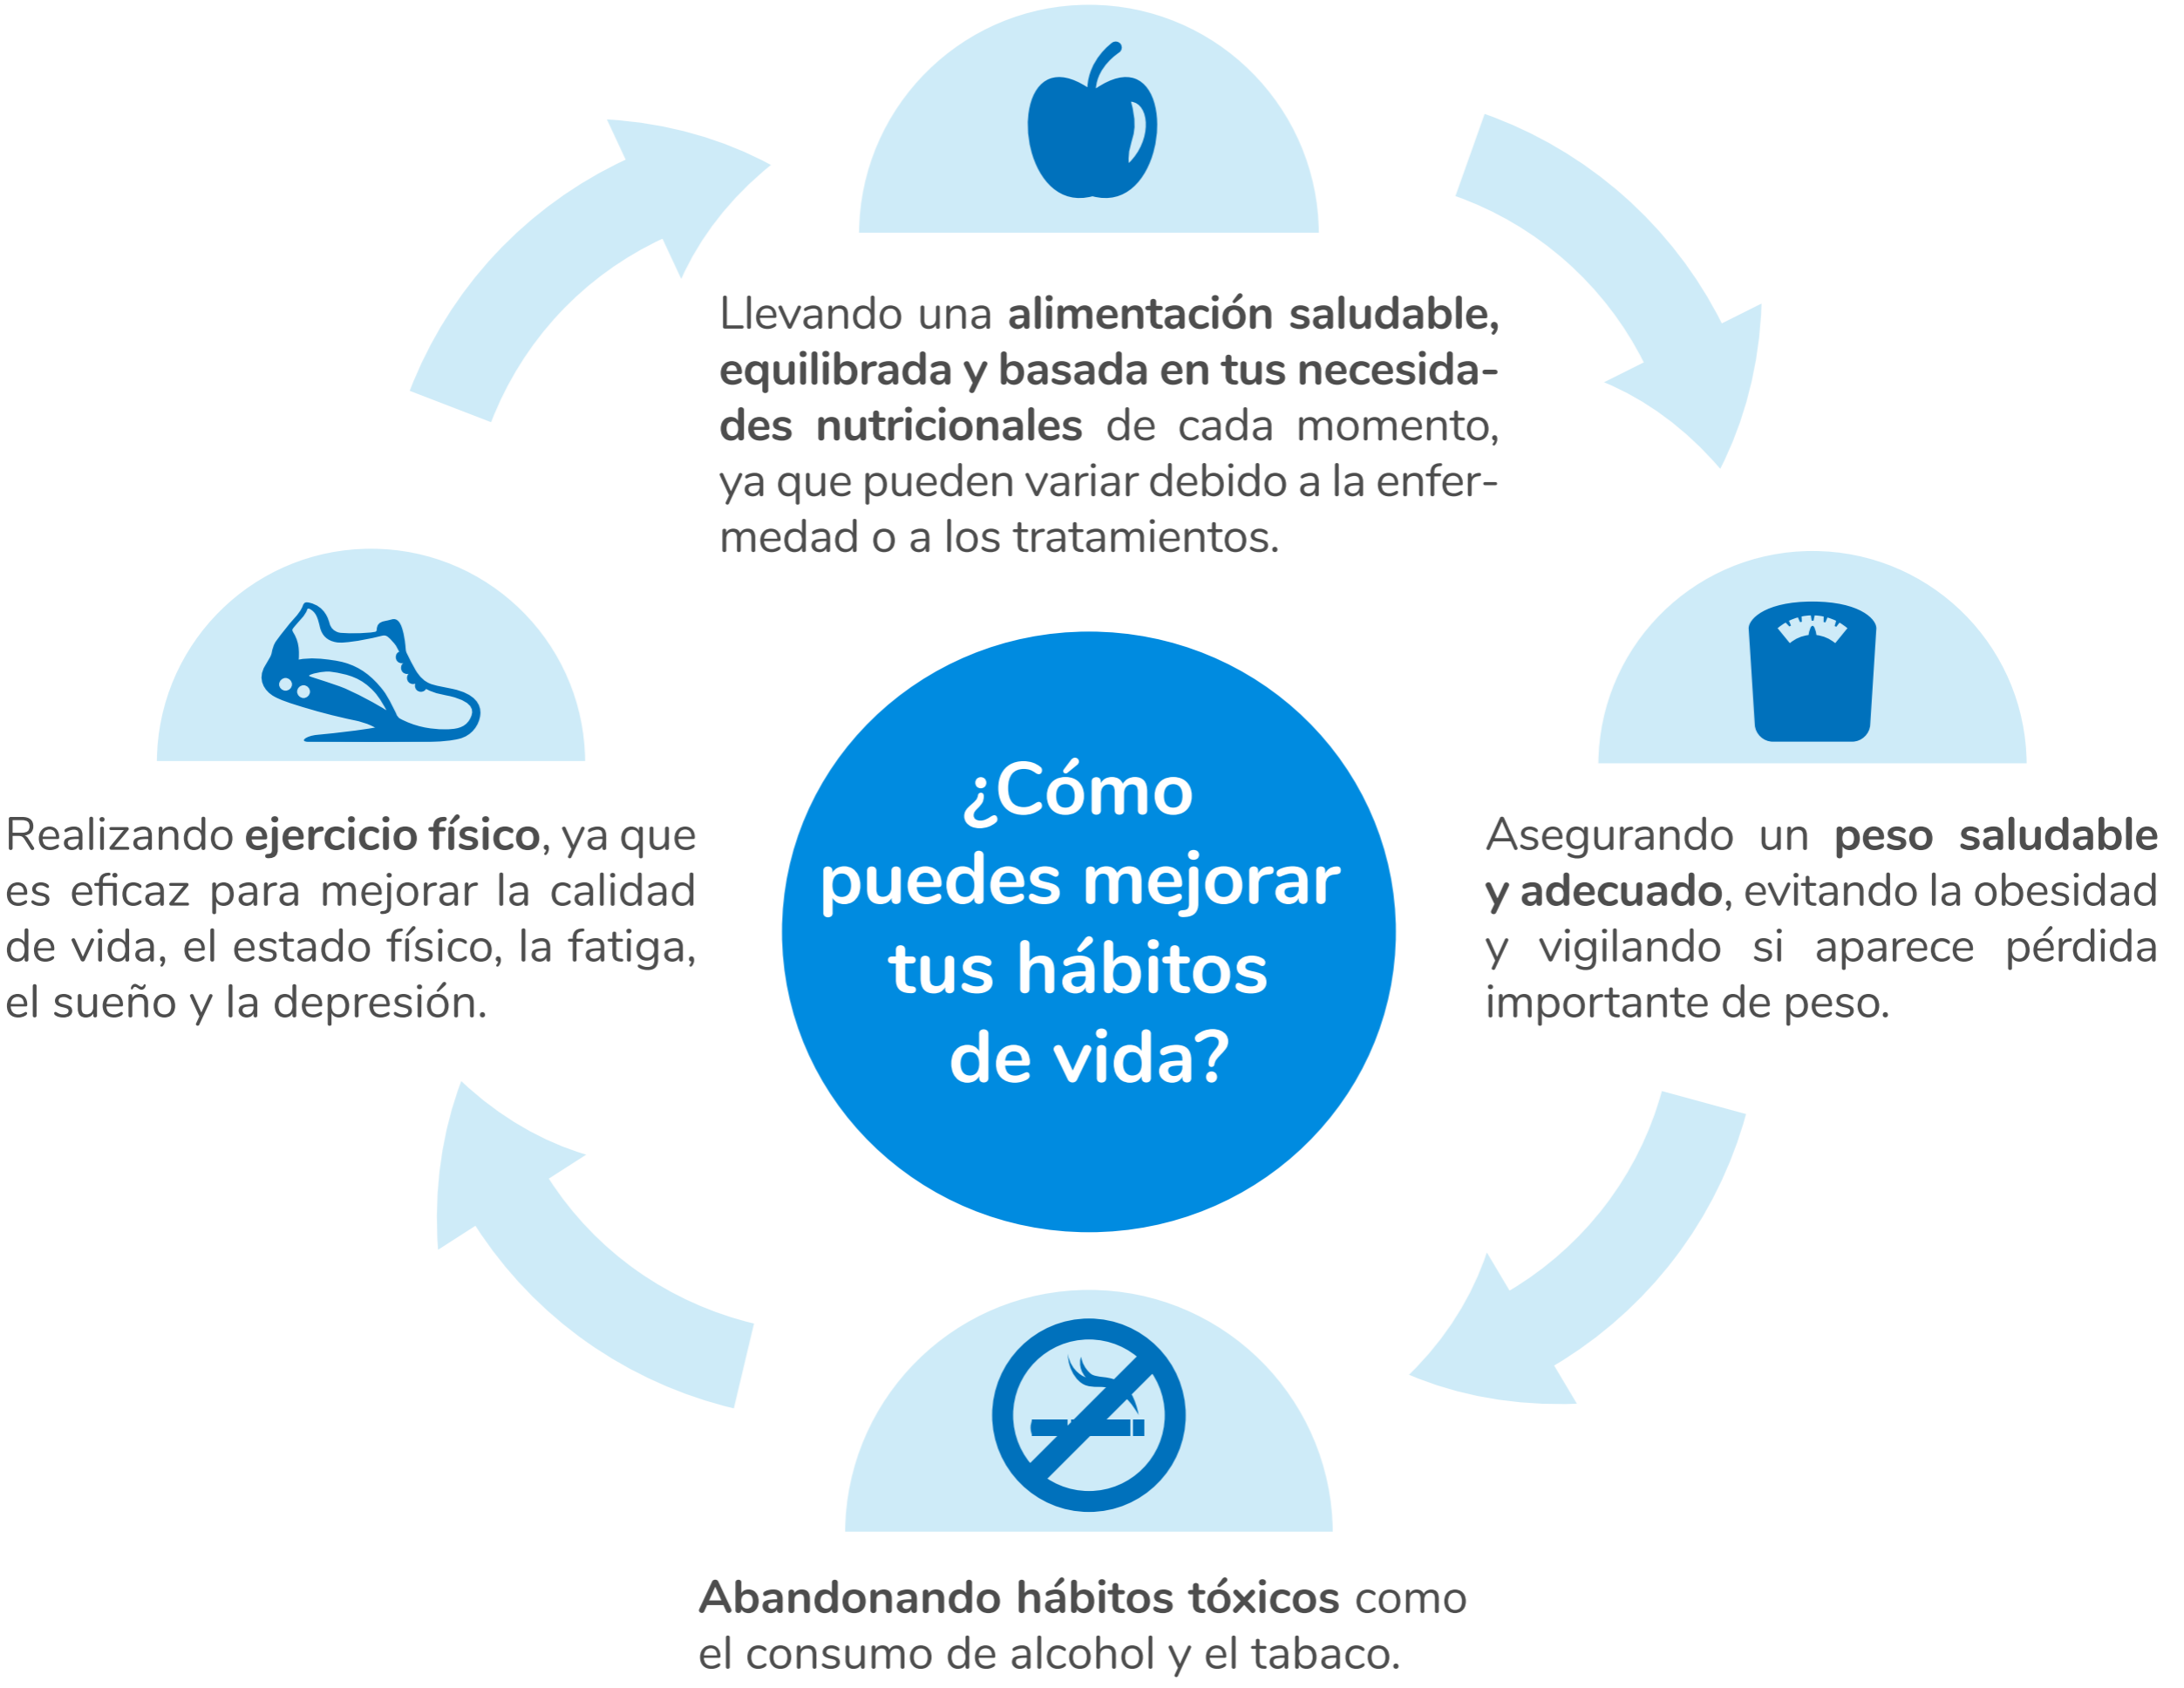 Llevando una alimentación saludable,
equilibrada y basada en tus necesida-
des nutricionales de cada momento,
ya que pueden variar debido a la enfer-
medad o a los tratamientos.
¿Cómo
puedes mejorar
tus hábitos
de vida?
Realizando ejercicio físico, ya que
es eficaz para mejorar la calidad
de vida, el estado físico, la fatiga,
el sueño y la depresión.
Asegurando un peso saludable
y adecuado, evitando la obesidad
y vigilando si aparece pérdida
importante de peso.
Abandonando hábitos tóxicos como
el consumo de alcohol y el tabaco.